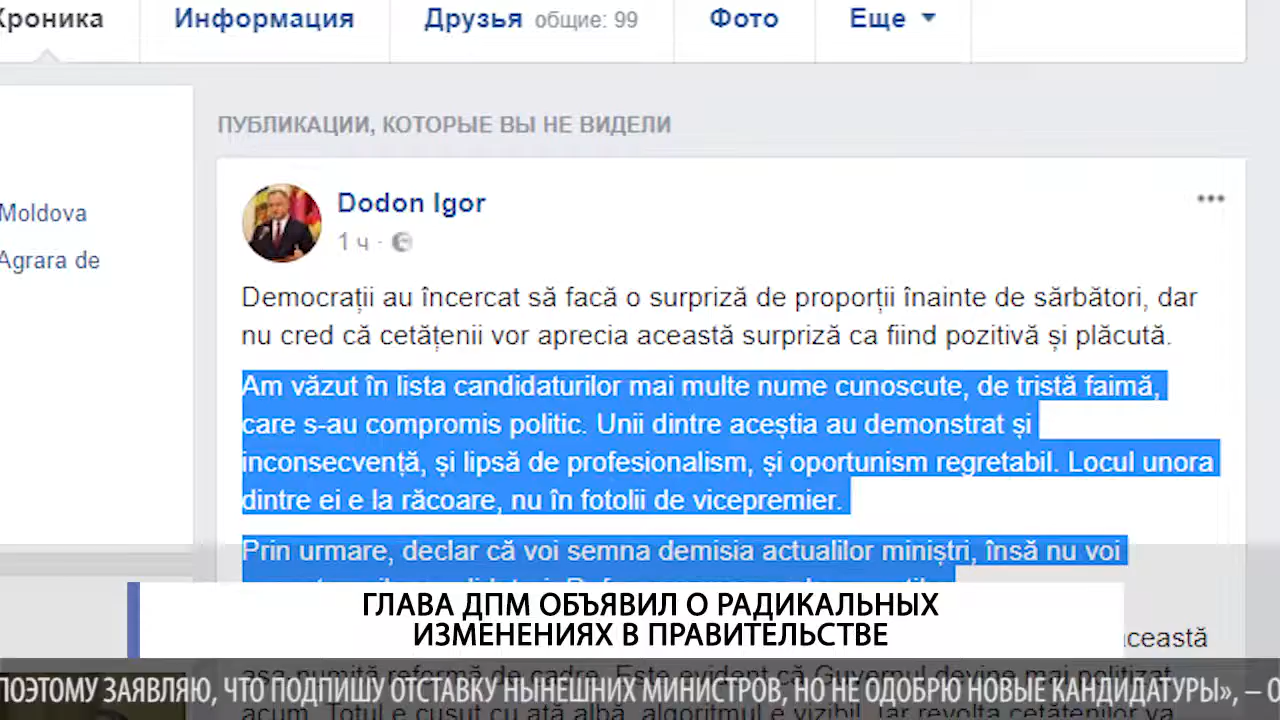 Хроника
Информация
Друзья общие: 99
Фото
Еще
ПУБЛИКАЦИИ, КОТОРЫЕ ВЫ НЕ ВИДЕЛИ
Moldova
Agrara de
Dodon Igor
1 ч ·
Democrații au încercat să facă o surpriză de proporții înainte de sărbători, dar
nu cred că cetățenii vor aprecia această surpriză ca fiind pozitivă și plăcută.
Am văzut în lista candidaturilor mai multe nume cunoscute, de tristă faimă,
care s-au compromis politic. Unii dintre aceștia au demonstrat și
inconsecvență, și lipsă de profesionalism, și oportunism regretabil. Locul unora
dintre ei e la răcoare, nu în fotolii de vicepremier.
Prin urmare, declar că voi semna demisia actualilor miniștri, însă nu voi
ГЛАВА ДПМ ОБЪЯВИЛ О РАДИКАЛЬНЫХ
ИЗМЕНЕНИЯХ В ПРАВИТЕЛЬСТВЕ
această
așa-numită reformă de cadre. Este evident că Guvernul devine mai politizat
ПОЭТОМУ ЗАЯВЛЯЮ, ЧТО ПОДПИШУ ОТСТАВКУ НЫНЕШНИХ МИНИСТРОВ, НО НЕ ОДОБРЮ НОВЫЕ КАНДИДАТУРЫ», – О
acum. Totul e cusut cu ață albă, algoritmul e vizibil. Iar revolta cetățenilor va